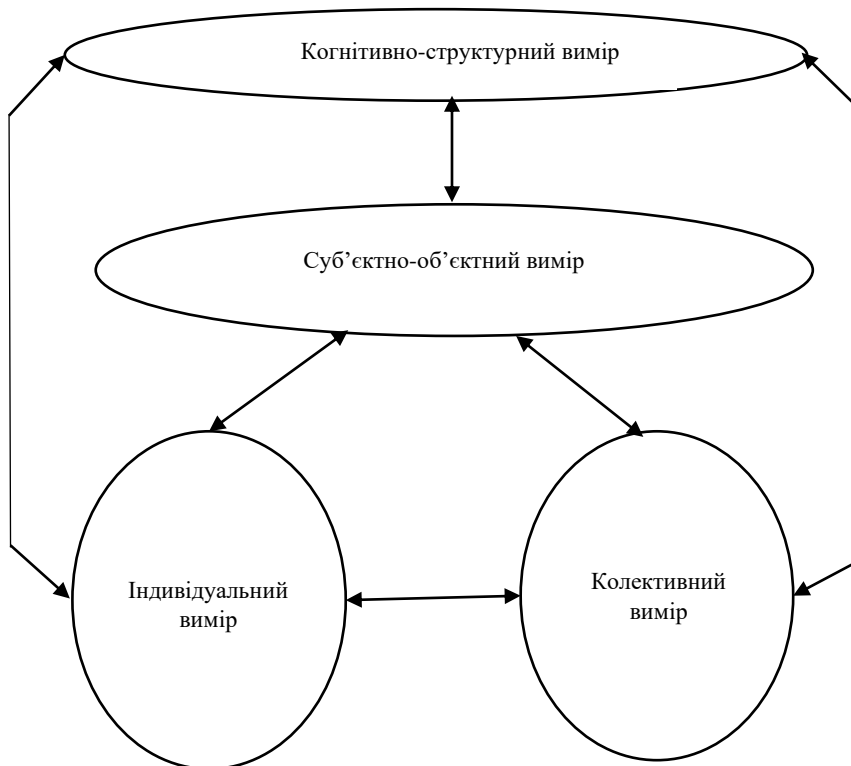 Когнітивно-структурний вимір
Суб’єктно-об’єктний вимір
Індивідуальний
вимір
Колективний
вимір